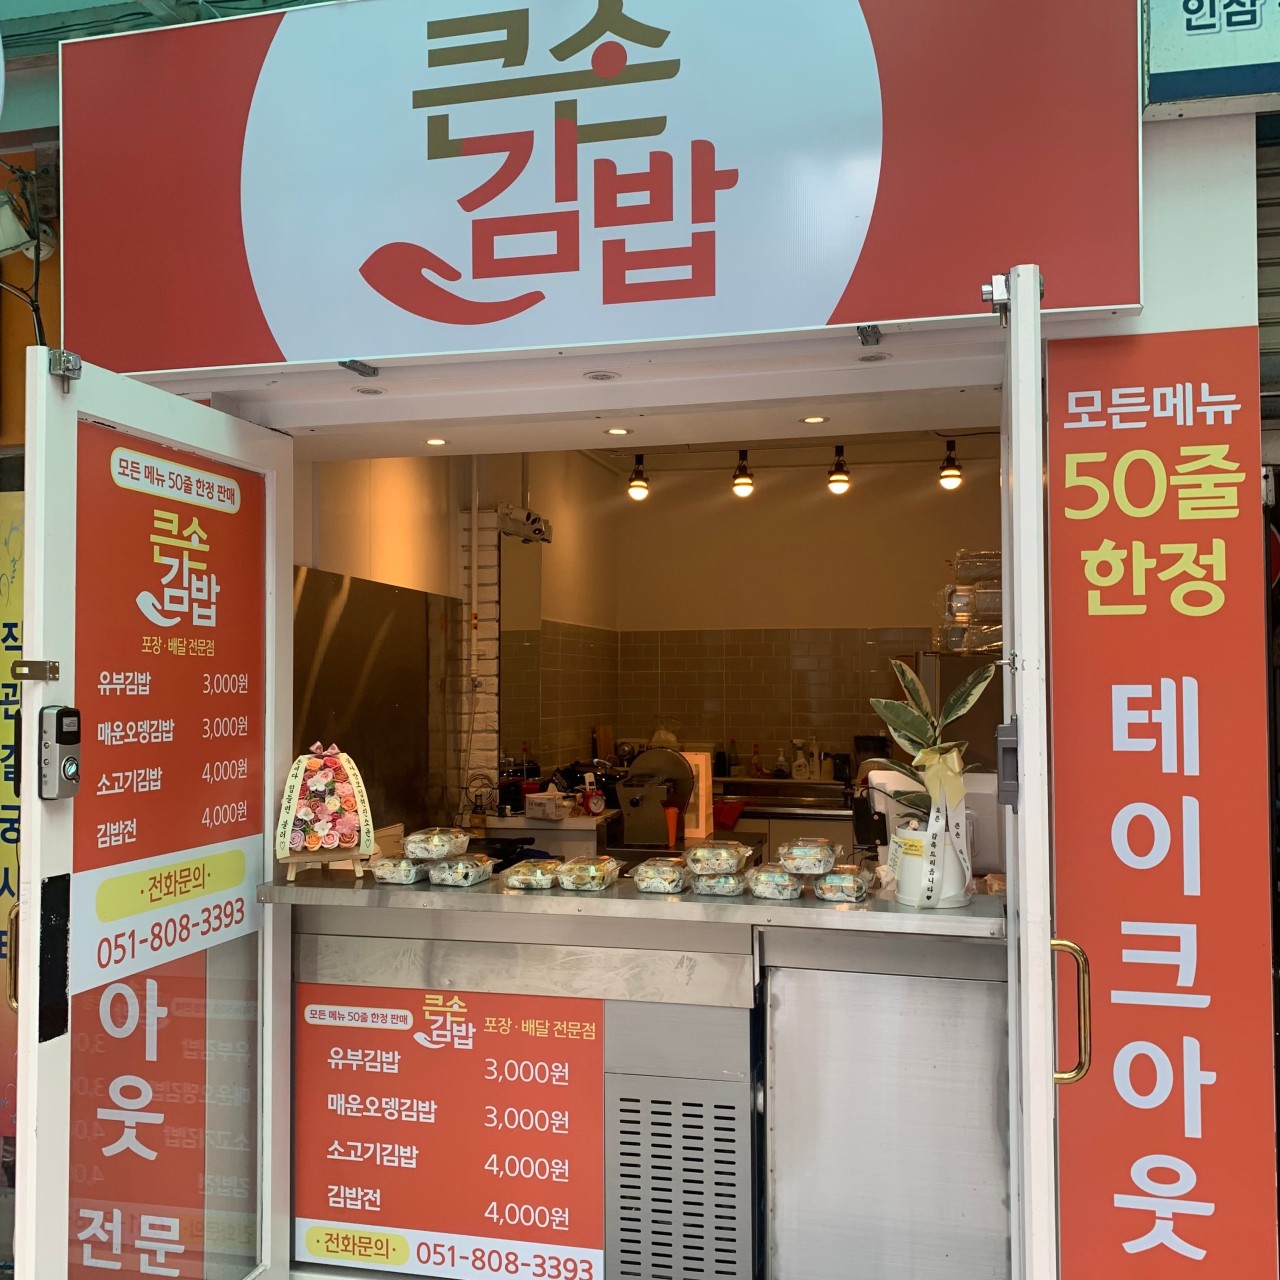 큰손
김밥
인삼
모든 메뉴 50줄 한정 판매
큰손
김밥
포장·배달 전문점
유부김밥 3,000원
매운오뎅김밥 3,000원
소고기김밥 4,000원
김밥전 4,000원
·전화문의·
051-808-3393
아
웃
전문
모든 메뉴 50줄 한정 판매
큰손
김밥
포장·배달 전문점
유부김밥 3,000원
매운오뎅김밥 3,000원
소고기김밥 4,000원
김밥전 4,000원
·전화문의· 051-808-3393
모든메뉴
50줄
한정
테
이
크
아
웃